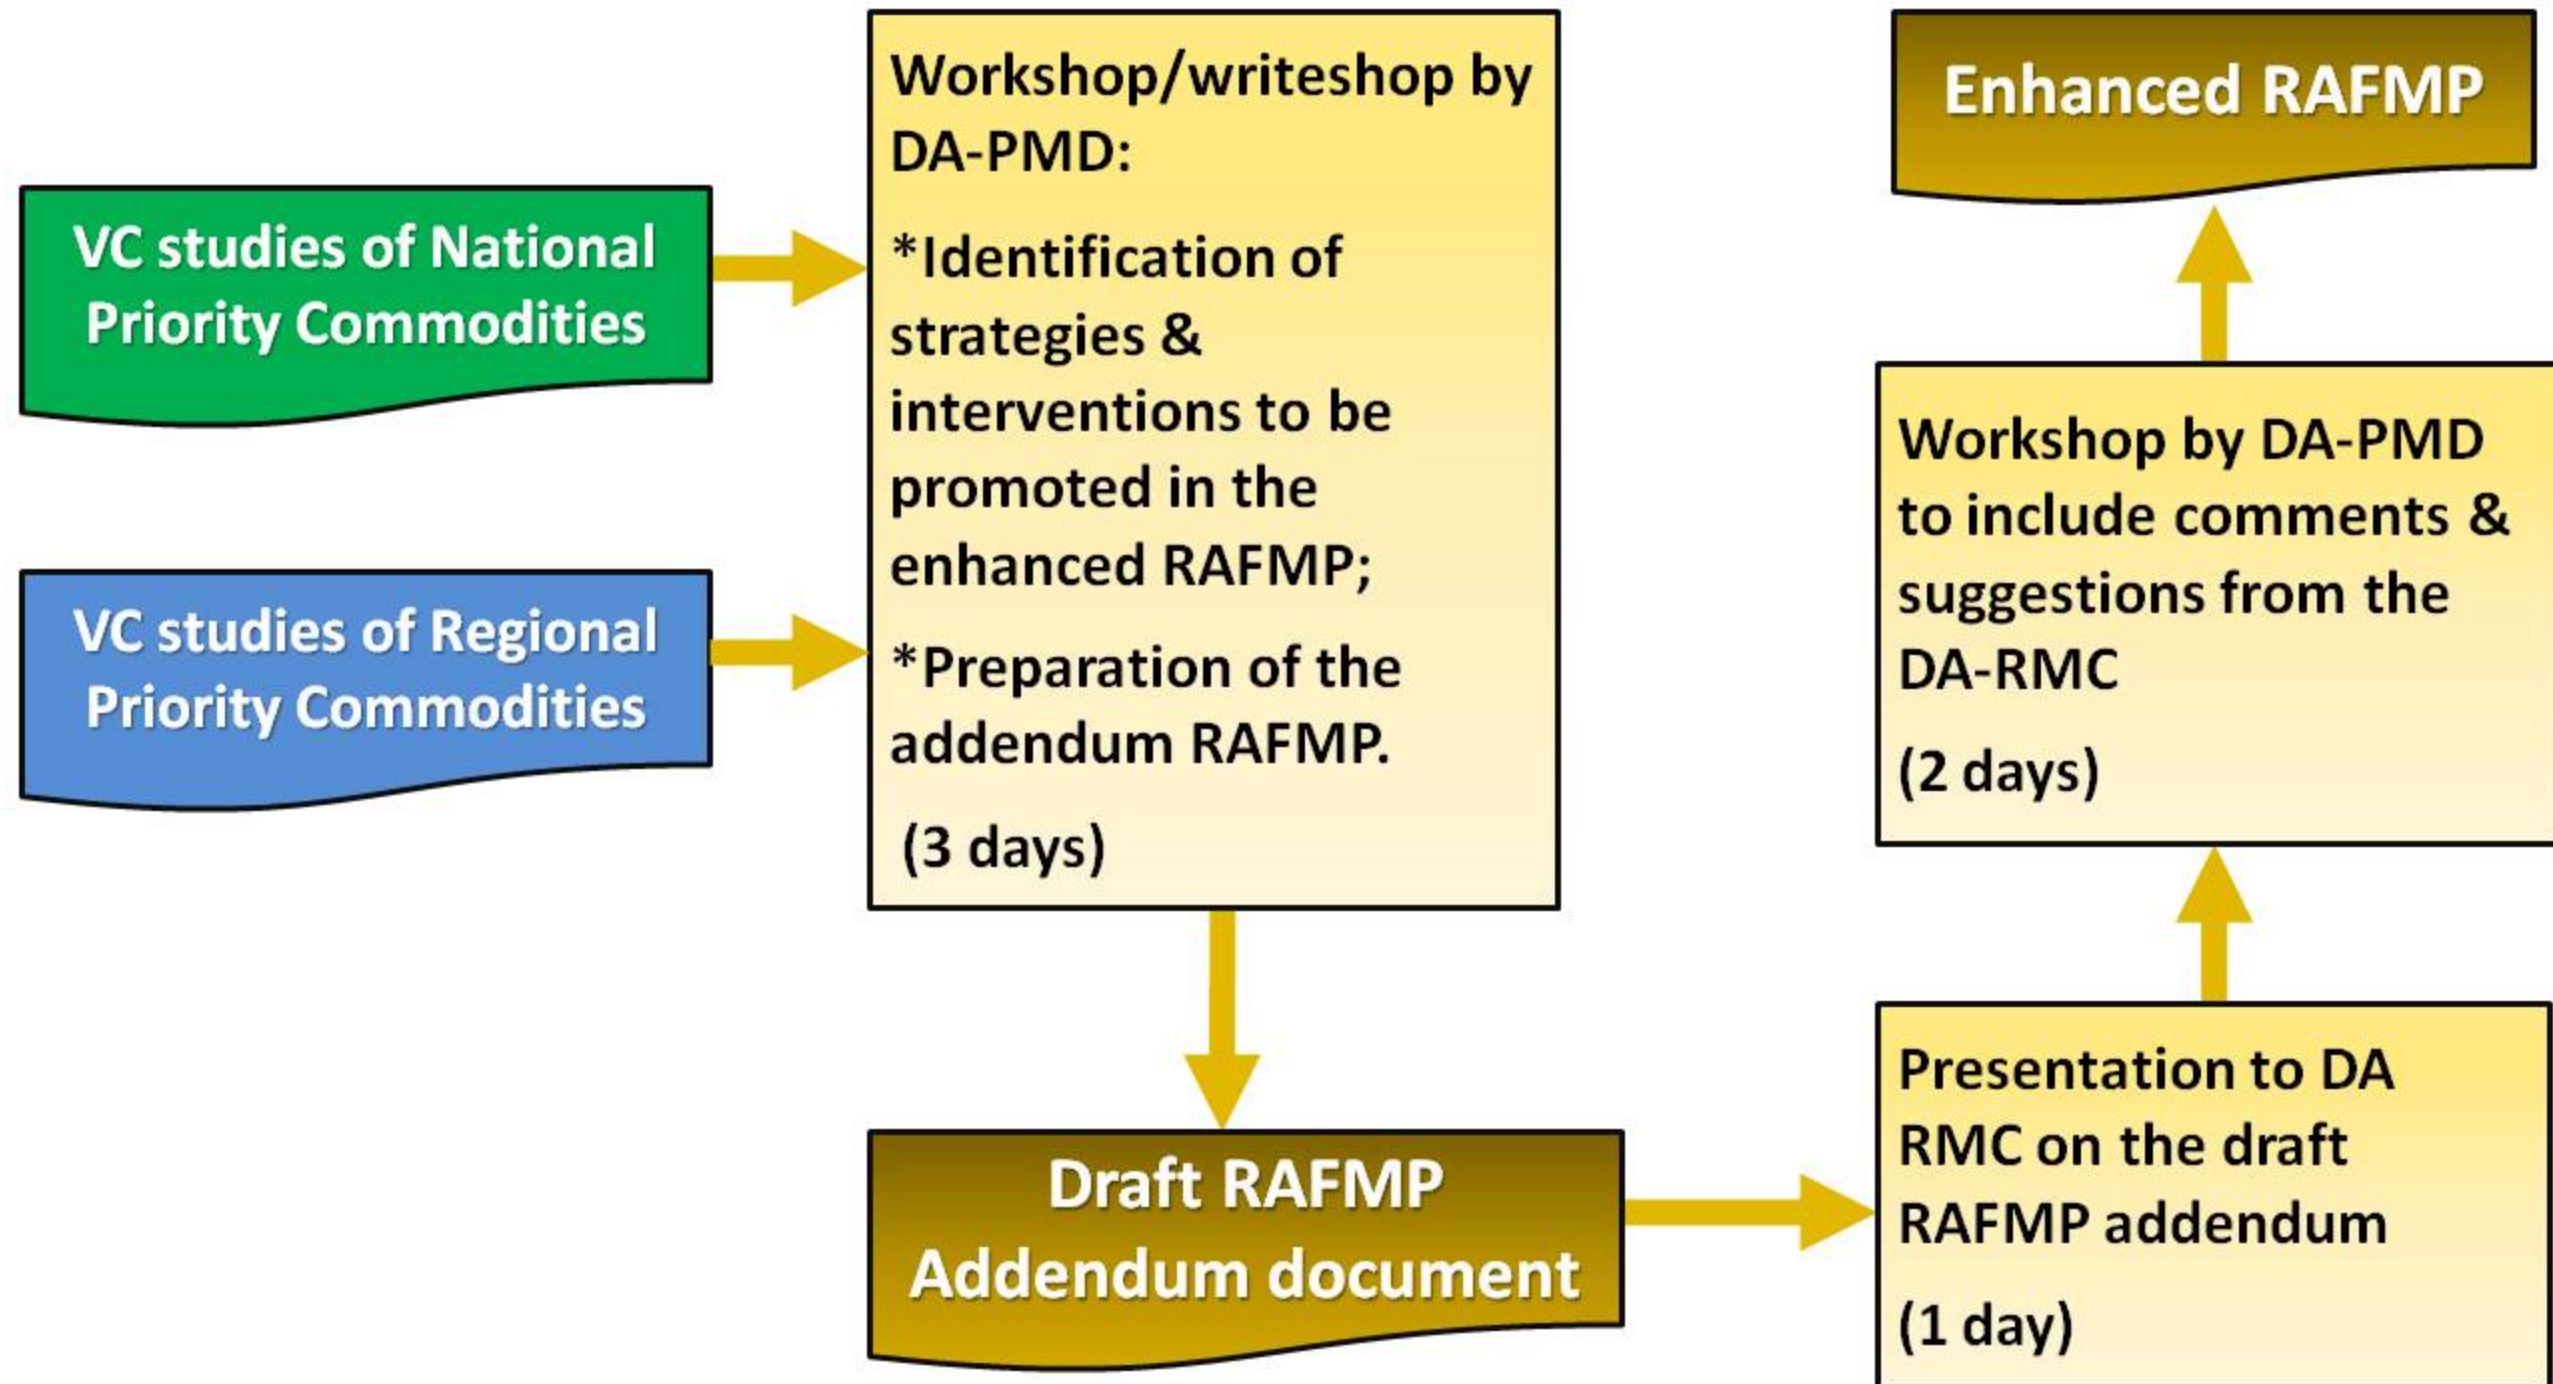 VC studies of National
Priority Commodities
VC studies of Regional
Priority Commodities
Workshop/writeshop by
DA-PMD:
*Identification of
strategies &
interventions to be
promoted in the
enhanced RAFMP;
*Preparation of the
addendum RAFMP.
(3 days)
Draft RAFMP
Addendum document
Presentation to DA
RMC on the draft
RAFMP addendum
(1 day)
Workshop by DA-PMD
to include comments &
suggestions from the
DA-RMC
(2 days)
Enhanced RAFMP